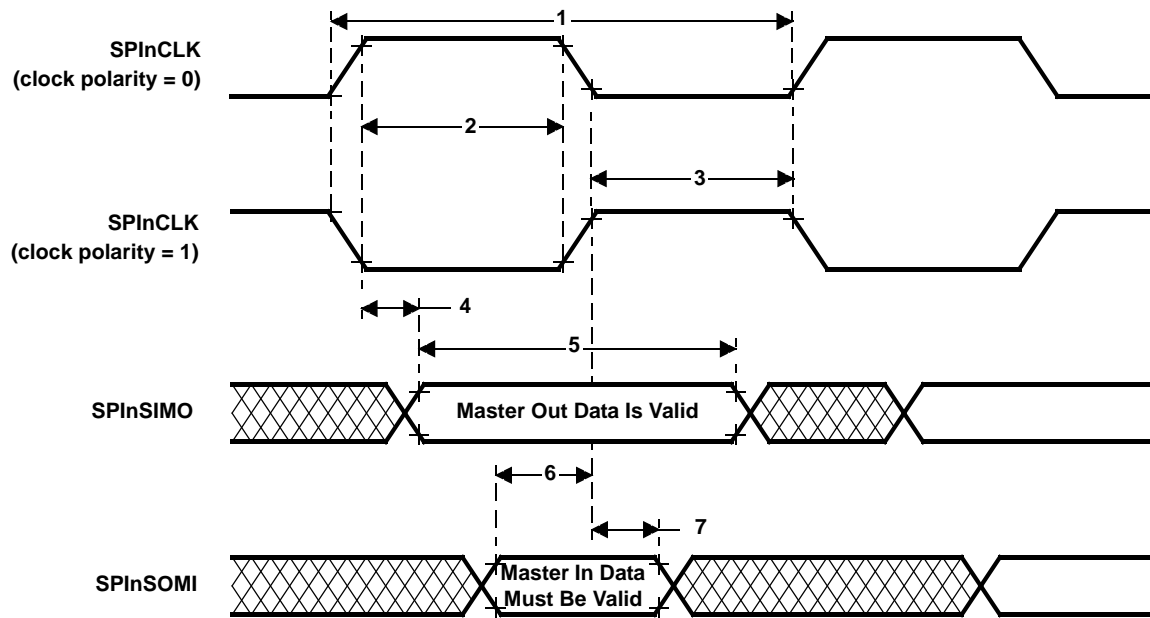 1
SPInCLK
(clock polarity = 0)
2
3
SPInCLK
(clock polarity = 1)
4
5
SPInSIMO
Master Out Data Is Valid
6
7
SPInSOMI
Master In Data
Must Be Valid